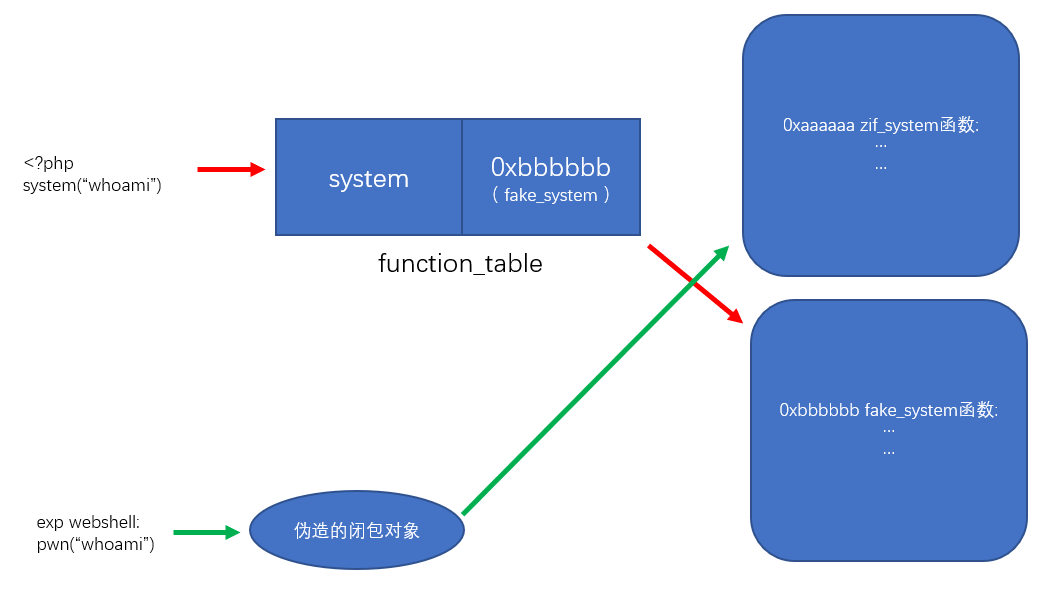 <?php
system(“whoami”)
system
0xbbbbbb
( fake_system )
function_table
0xaaaaaa zif_system函数:
...
...
0xbbbbbb fake_system函数:
...
...
exp webshell:
pwn(“whoami”)
伪造的闭包对象